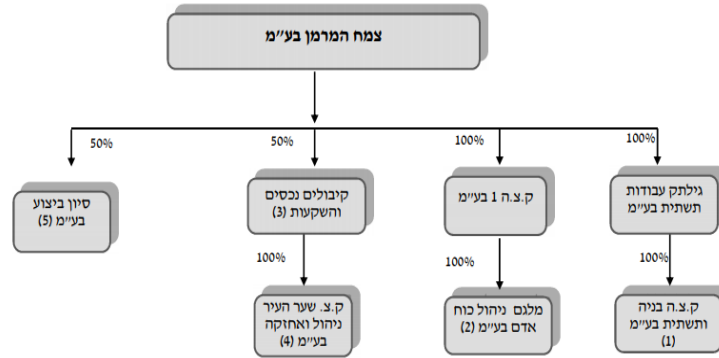 צמח המרמן בע"מ
100%
100%
50%
50%
גילתק עבודות
תשתית בע"מ
ק.צ.ה 1 בע"מ
קיבולים נכסים
והשקעות (3)
סיון ביצוע
בע"מ (5)
100%
100%
100%
ק.צ.ה בניה
ותשתית בע"מ
(1)
מלגם ניהול כוח
אדם בע"מ (2)
ק.צ. שער העיר
ניהול ואחזקה
בע"מ (4)